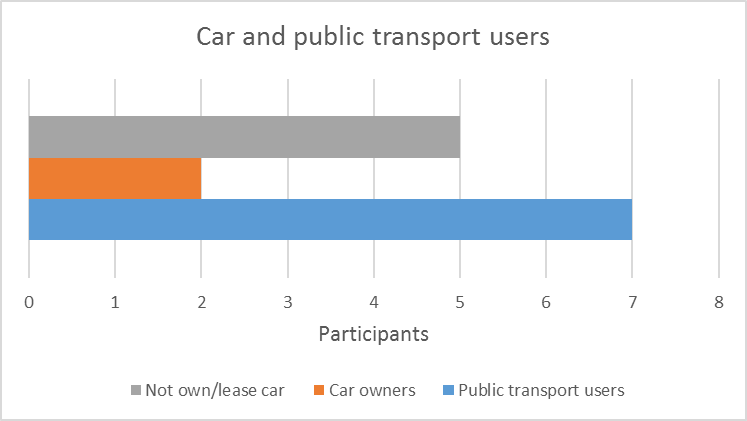 Car and public transport users
0 1 2 3 4 5 6 7 8
Participants
Not own/lease car Car owners Public transport users